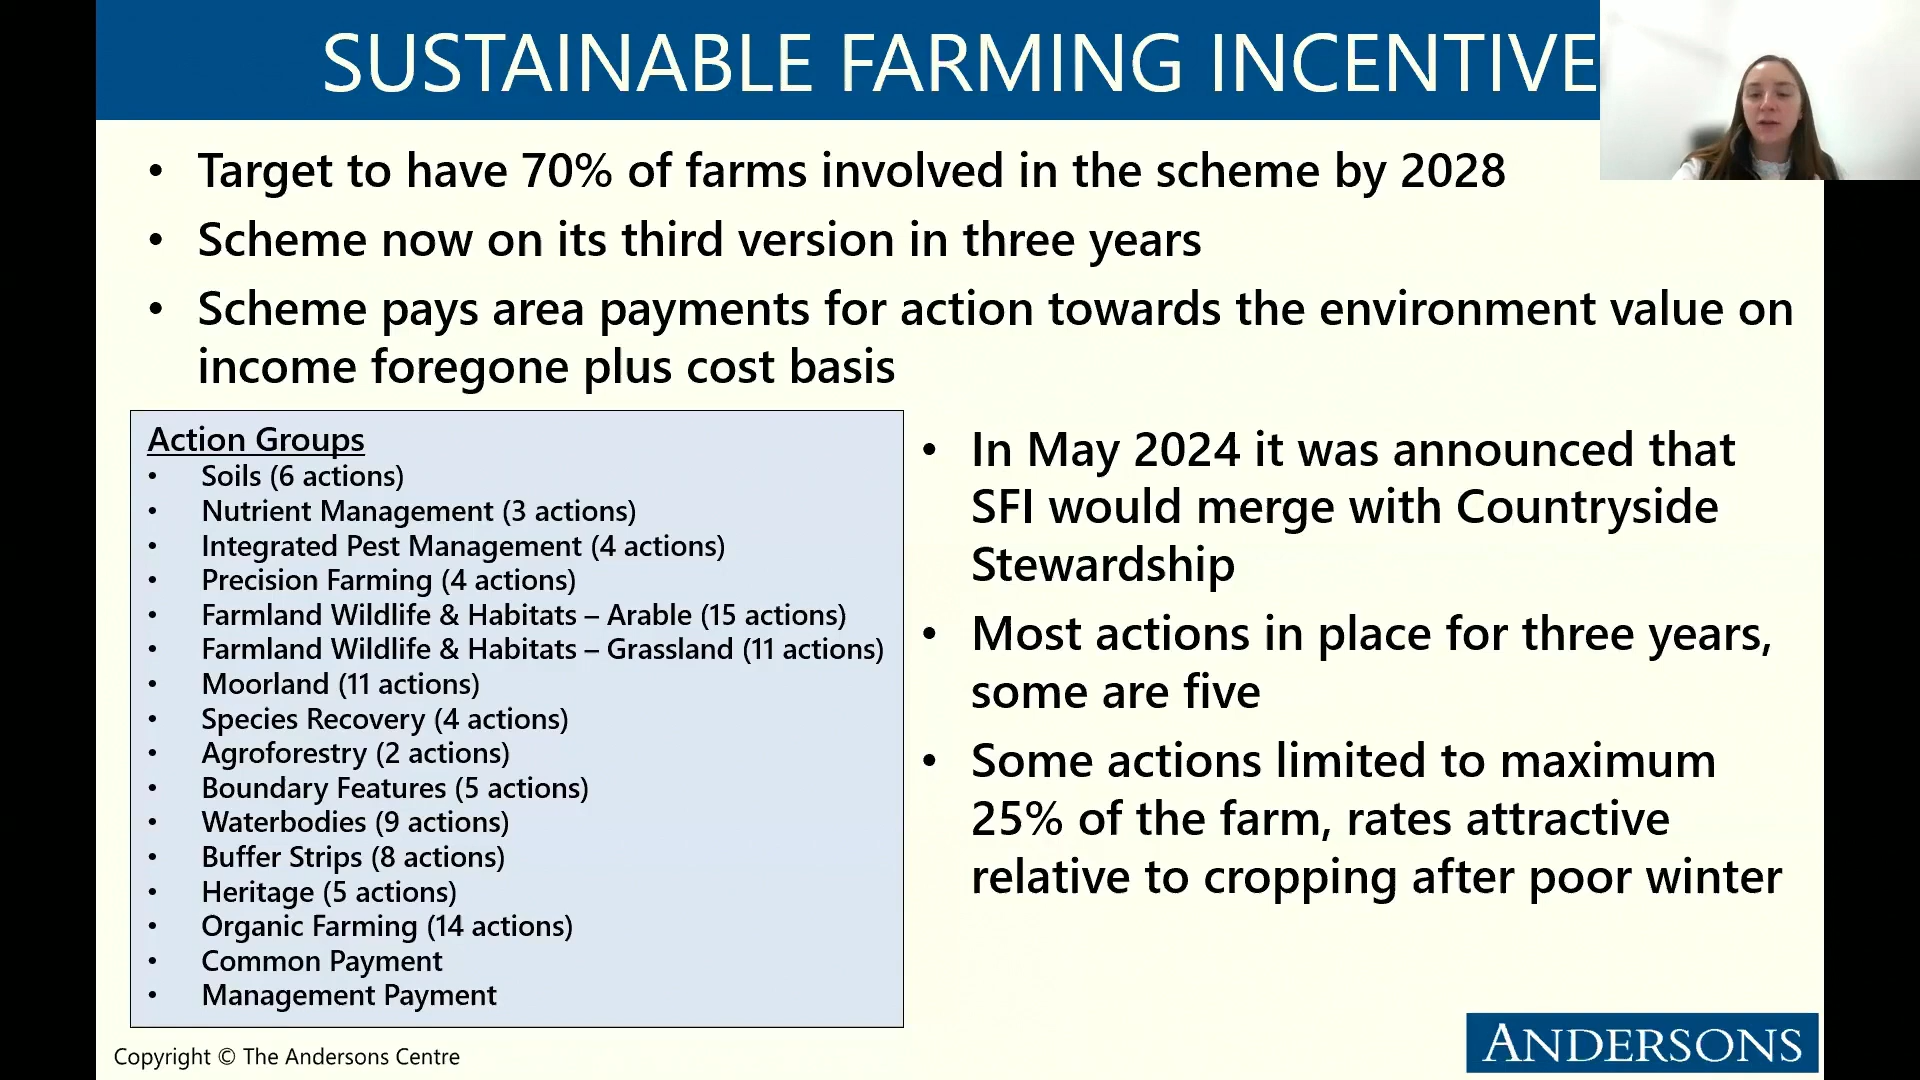 SUSTAINABLE FARMING INCENTIVE
• Target to have 70% of farms involved in the scheme by 2028
• Scheme now on its third version in three years
• Scheme pays area payments for action towards the environment value on
income foregone plus cost basis
Action Groups
• Soils (6 actions)
• Nutrient Management (3 actions)
• Integrated Pest Management (4 actions)
• Precision Farming (4 actions)
• Farmland Wildlife & Habitats – Arable (15 actions)
• Farmland Wildlife & Habitats – Grassland (11 actions)
• Moorland (11 actions)
• Species Recovery (4 actions)
• Agroforestry (2 actions)
• Boundary Features (5 actions)
• Waterbodies (9 actions)
• Buffer Strips (8 actions)
• Heritage (5 actions)
• Organic Farming (14 actions)
• Common Payment
• Management Payment
• In May 2024 it was announced that
SFI would merge with Countryside
Stewardship
• Most actions in place for three years,
some are five
• Some actions limited to maximum
25% of the farm, rates attractive
relative to cropping after poor winter
Copyright © The Andersons Centre
ANDERSONS